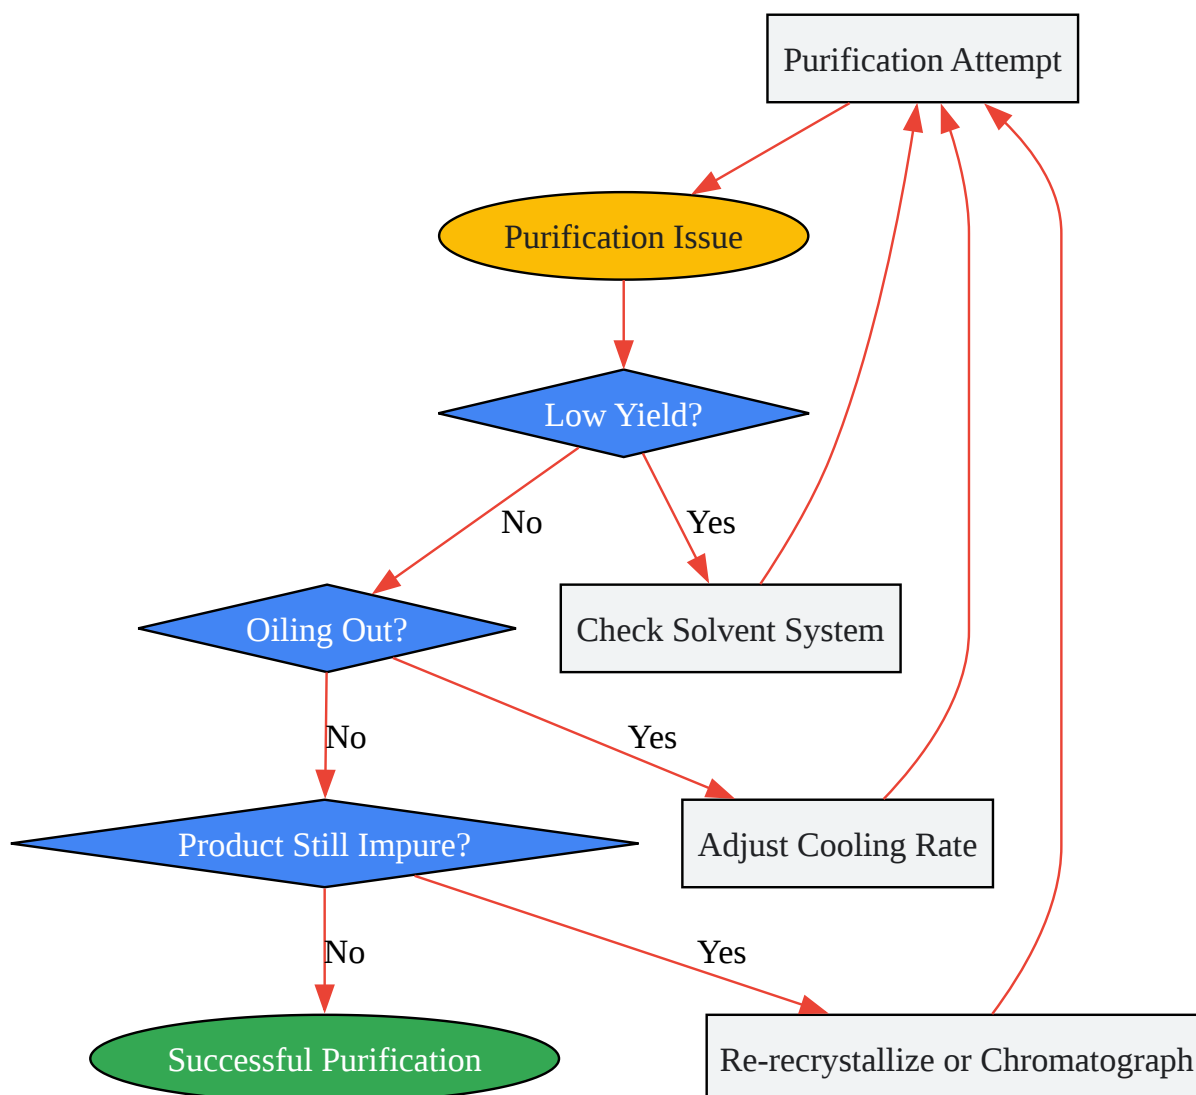 Purification Attempt
Purification Issue
Low Yield?
No
Yes
Oiling Out?
Check Solvent System
No
Yes
Product Still Impure?
Adjust Cooling Rate
No
Yes
Successful Purification
Re-recrystallize or Chromatograph